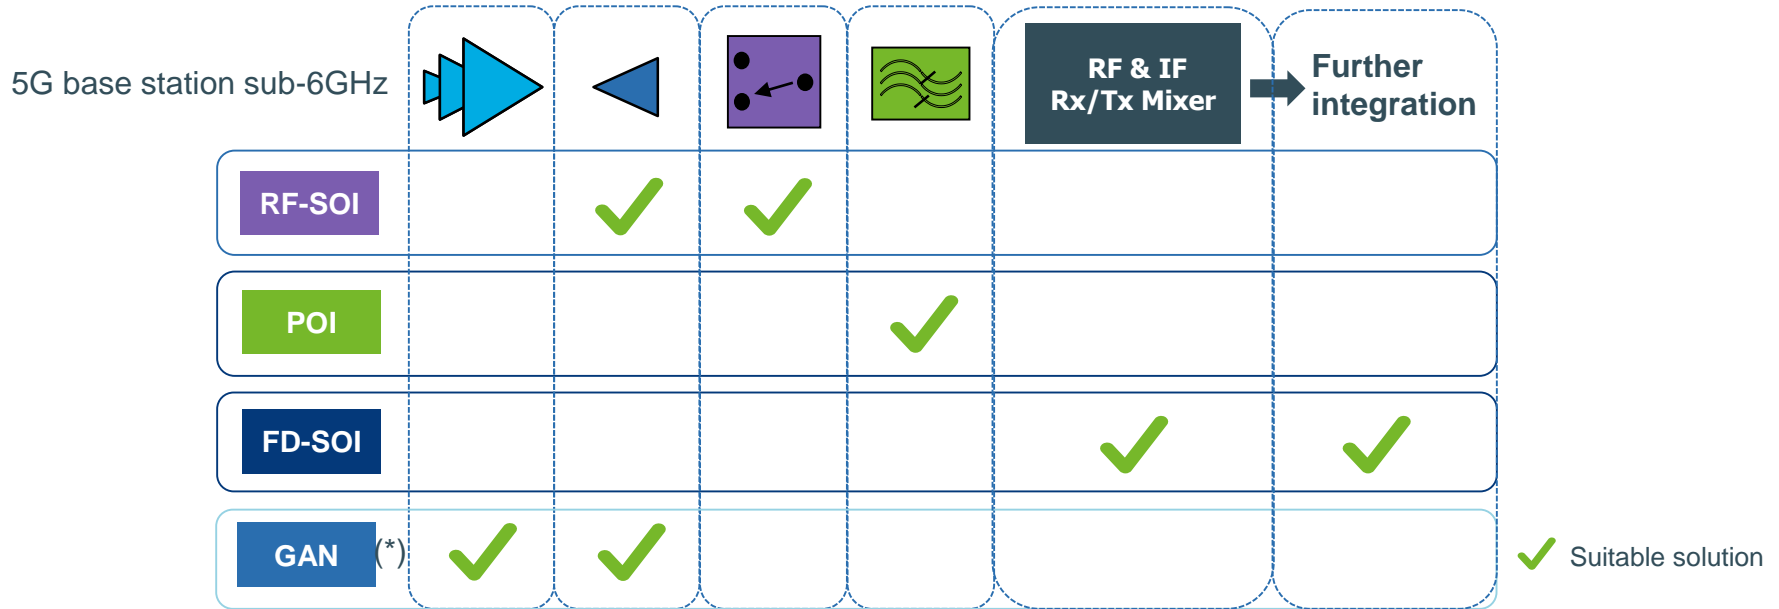 5G base station sub-6GHz
RF & IF
Rx/Tx Mixer
Further
integration
RF-SOI
POI
FD-SOI
GAN (*)
Suitable solution